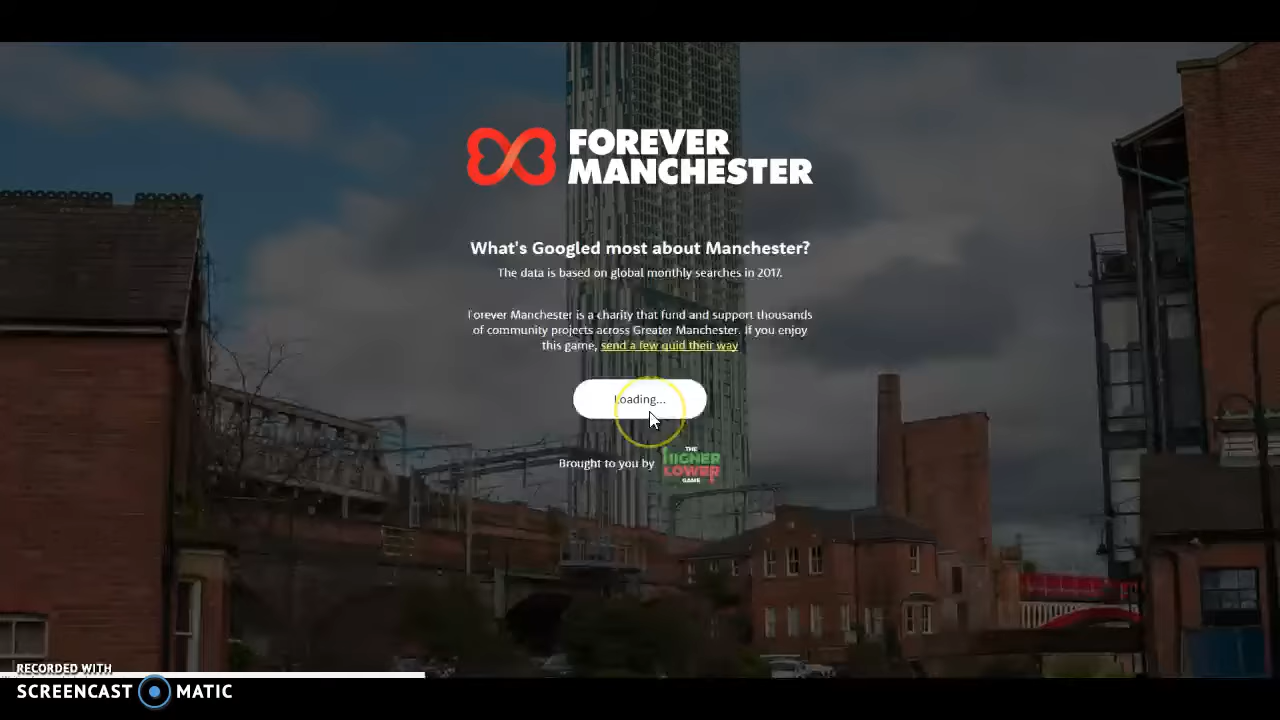 FOREVER
MANCHESTER
What's Googled most about Manchester?
The data is based on global monthly searches in 2017.
Forever Manchester is a charity that fund and support thousands
of community projects across Greater Manchester. If you enjoy
this game, send a few quid their way
Loading...
Brought to you by
THE
HIGHER
LOWER
GAME
RECORDED WITH
SCREENCAST MATIC